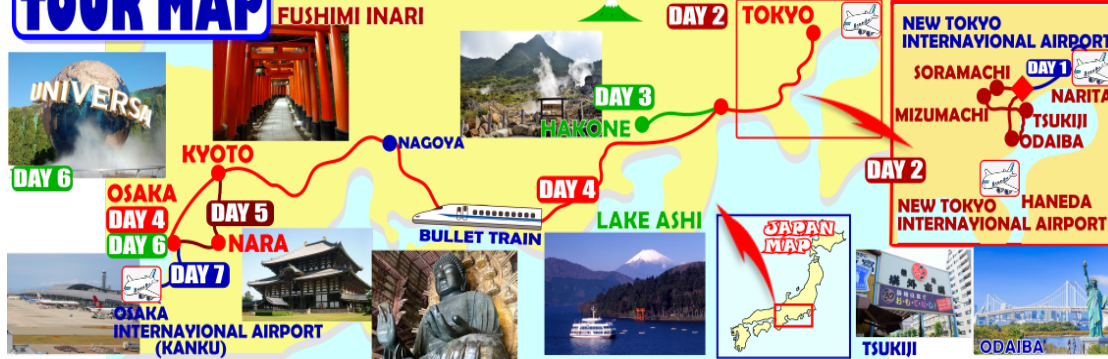 TOUR MAP
FUSHIMI INARI
DAY 2
TOKYO
NEW TOKYO
INTERNAYIONAL AIRPORT
SORAMACHI
DAY 1
NARITA
MIZUMACHI
TSUKIJI
ODAIBA
DAY 2
HANEDA
NEW TOKYO
INTERNAYIONAL AIRPORT
UNIVERSA
DAY 6
DAY 3
HAKONE
NAGOYA
KYOTO
OSAKA
DAY 4
DAY 6
DAY 5
NARA
DAY 7
DAY 4
BULLET TRAIN
LAKE ASHI
JAPAN
MAP
OSAKA
INTERNAYIONAL AIRPORT
(KANKU)
TSUKIJI
ODAIBA